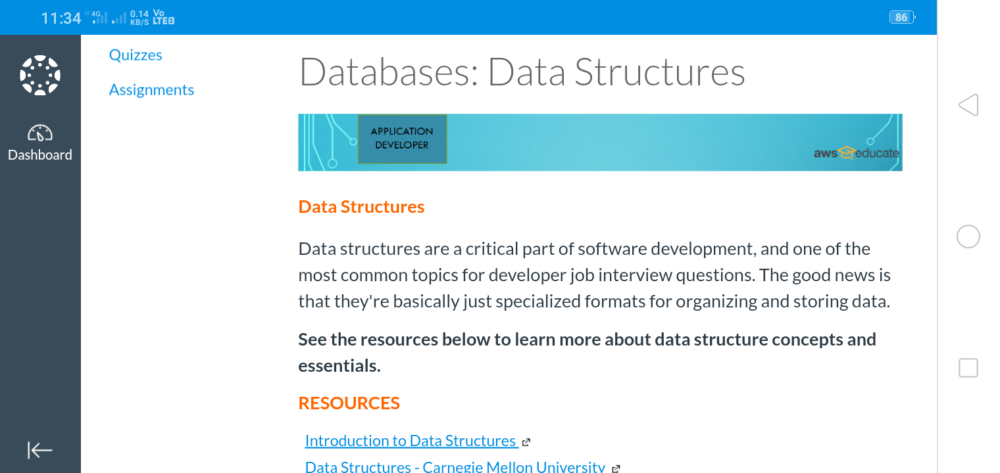 11:34 4G 0.14 KB/S Vo LTE2 86
Dashboard
Quizzes
Assignments
Databases: Data Structures
APPLICATION
DEVELOPER
aws educate
Data Structures
Data structures are a critical part of software development, and one of the
most common topics for developer job interview questions. The good news is
that they're basically just specialized formats for organizing and storing data.
See the resources below to learn more about data structure concepts and
essentials.
RESOURCES
Introduction to Data Structures
Data Structures - Carnegie Mellon University